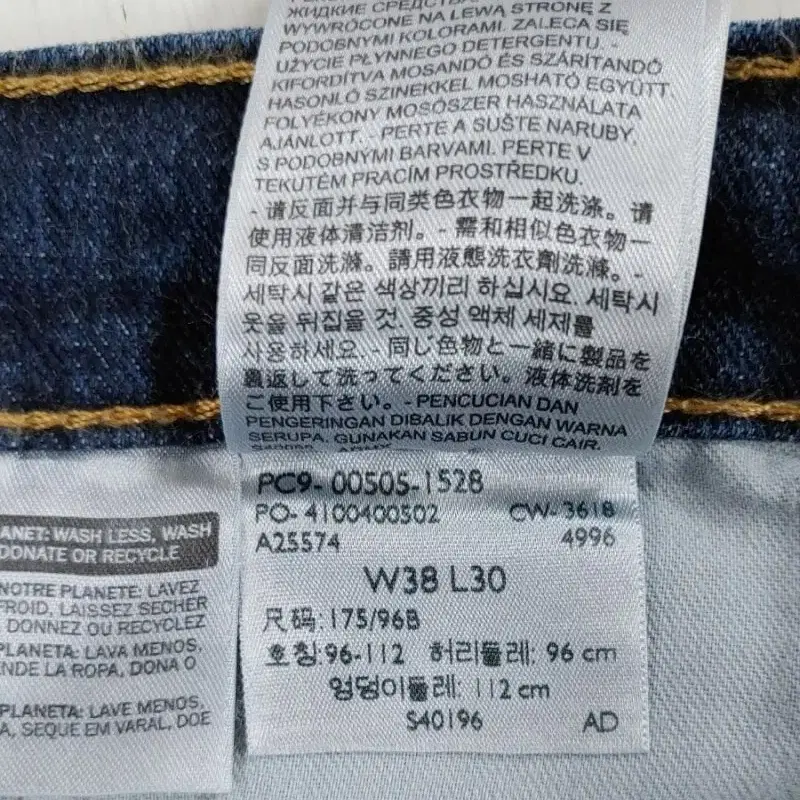 ЖИДКИЕ СРЕДСТВА
WYWRÓCONE NA LEWĄ STRONĘ Z
PODOBNYMI KOLORAMI. ZALECA SIĘ
UŻYCIE PŁYNNEGO DETERGENTU. -
KIFORDÍTVA MOSANDÓ ÉS SZÁRÍTANDÓ
HASONLÓ SZINEKKEL MOSHATÓ EGYÜTT.
FOLYÉKONY MOSÓSZER HASZNÁLATA
AJÁNLOTT. - PERTE A SUŠTE NARUBY,
S PODOBNÝMI BARVAMI. PERTE V
TEKUTÉM PRACÍM PROSTŘEDKU.
- 请反面并与同类色衣物一起洗涤。请
使用液体清洁剂。- 需和相似色衣物一
同反面洗滌。請用液態洗衣劑洗滌。-
세탁시 같은 색상끼리 하십시요. 세탁시
옷을 뒤집을 것. 중성 액체 세제를
사용하세요. - 同じ色物と一緒に製品を
裏返して洗ってください。液体洗剤を
ご使用下さい。- PENCUCIAN DAN
PENGERINGAN DIBALIK DENGAN WARNA
SERUPA. GUNAKAN SABUN CUCI CAIR.
PC9- 00505-1528
PO- 4100400502 CW- 3618
A25574 4996
W38 L30
尺码: 175/96B
호칭: 96-112 허리둘레: 96 cm
엉덩이둘레: 112 cm
S40196 AD
ANET: WASH LESS, WASH
DONATE OR RECYCLE
NOTRE PLANETE: LAVEZ
FROID, LAISSEZ SECHER
DONNEZ OU RECYCLEZ
PLANETA: LAVA MENOS,
ENDE LA ROPA, DONA O
PLANETA: LAVE MENOS,
A, SEQUE EM VARAL, DOE